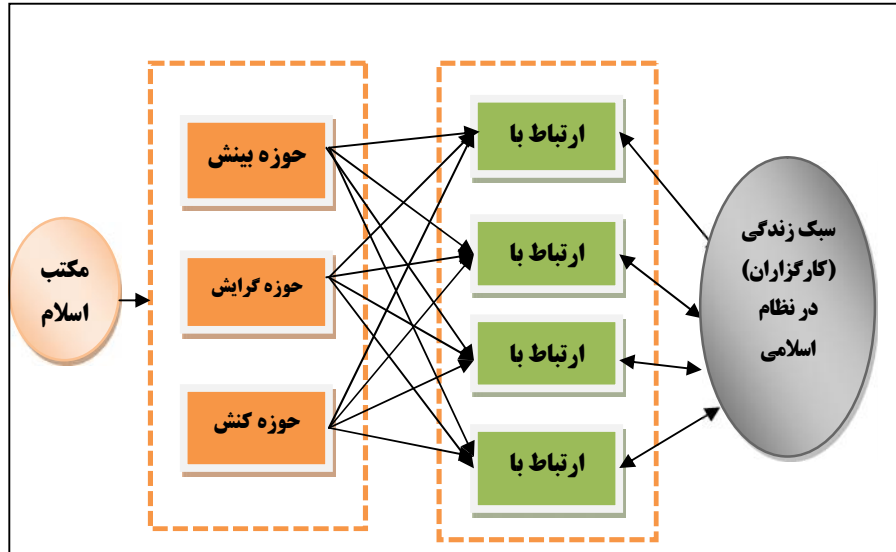 مکتب
اسلام
حوزه بینش
حوزه گرایش
حوزه کنش
ارتباط با
ارتباط با
ارتباط با
ارتباط با
سبک زندگی
(کارگزاران)
در نظام
اسلامی